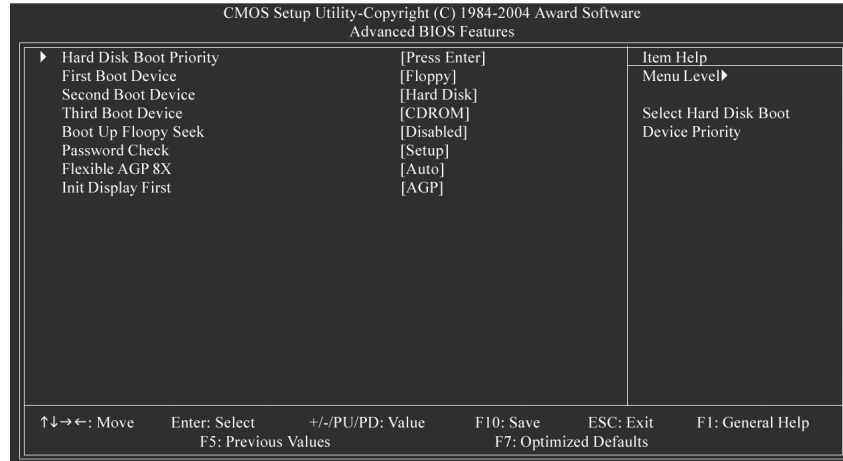 CMOS Setup Utility-Copyright (C) 1984-2004 Award Software
Advanced BIOS Features
▶ Hard Disk Boot Priority [Press Enter]
First Boot Device [Floppy]
Second Boot Device [Hard Disk]
Third Boot Device [CDROM]
Boot Up Floopy Seek [Disabled]
Password Check [Setup]
Flexible AGP 8X [Auto]
Init Display First [AGP]
Item Help
Menu Level▶
Select Hard Disk Boot
Device Priority
↑↓→←: Move Enter: Select +/-/PU/PD: Value F10: Save ESC: Exit F1: General Help
F5: Previous Values F7: Optimized Defaults